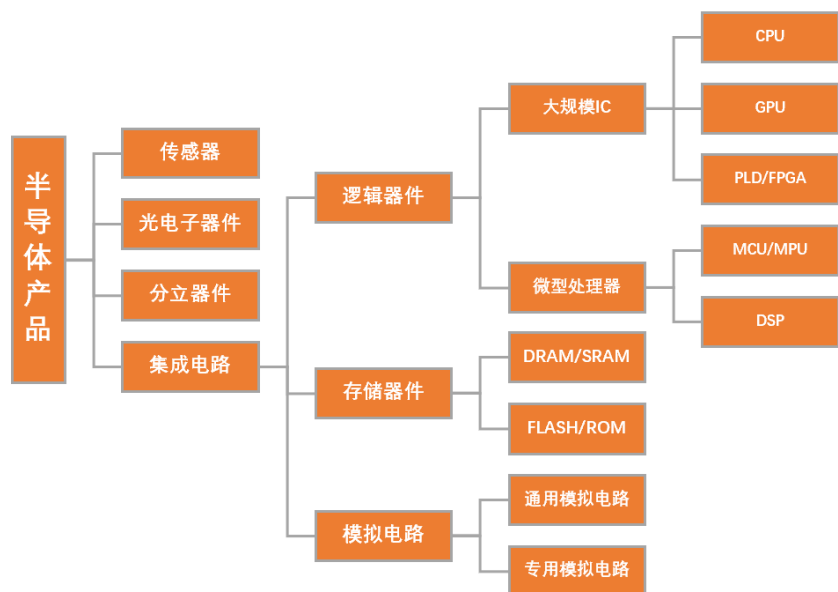 半导体产品
传感器
光电子器件
分立器件
集成电路
逻辑器件
存储器件
模拟电路
大规模IC
微型处理器
DRAM/SRAM
FLASH/ROM
通用模拟电路
专用模拟电路
CPU
GPU
PLD/FPGA
MCU/MPU
DSP